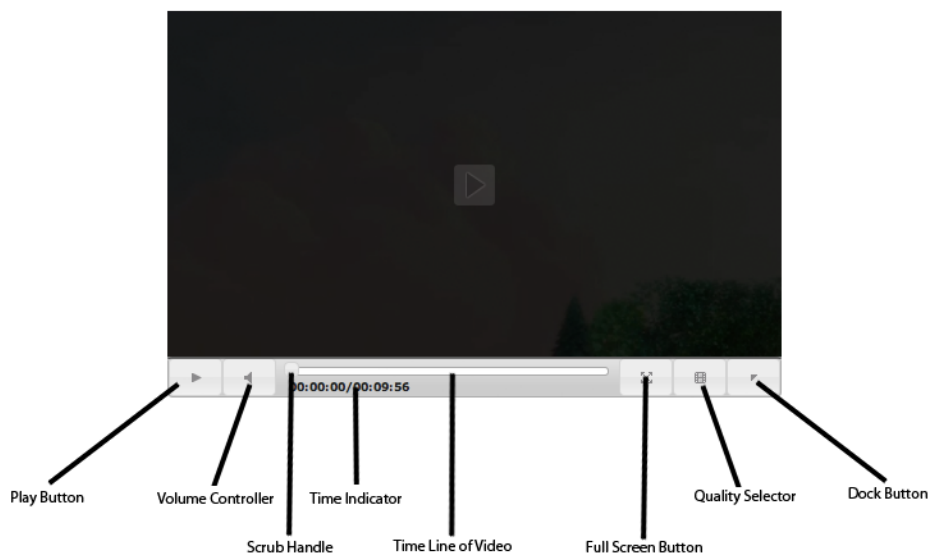 00:00:00/00:09:56
Play Button
Volume Controller
Time Indicator
Quality Selector
Dock Button
Scrub Handle
Time Line of Video
Full Screen Button